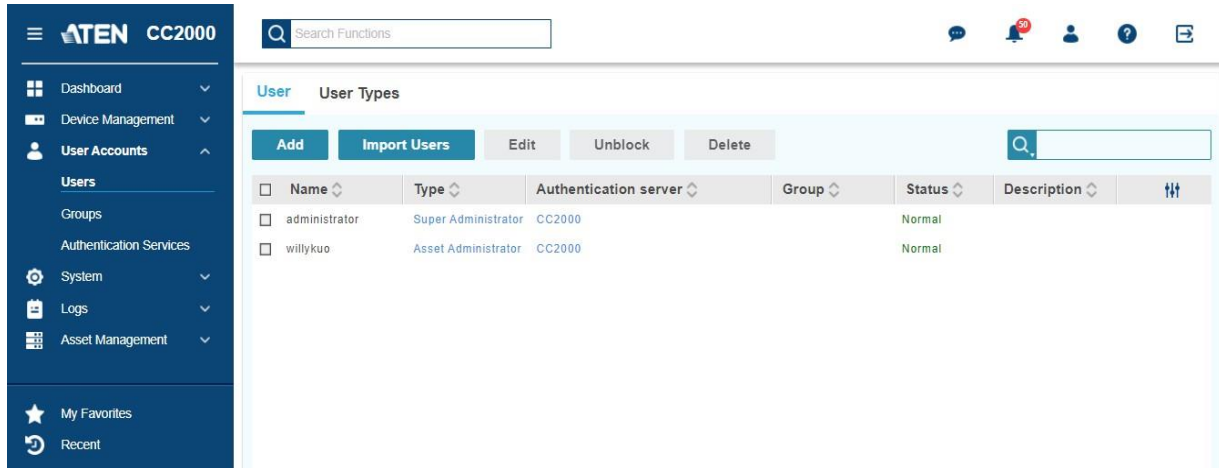 ATEN CC2000
Search Functions
50
Dashboard
Device Management
User Accounts
Users
Groups
Authentication Services
System
Logs
Asset Management
My Favorites
Recent
User User Types
Add Import Users Edit Unblock Delete
Name Type Authentication server Group Status Description
administrator Super Administrator CC2000 Normal
willykuo Asset Administrator CC2000 Normal